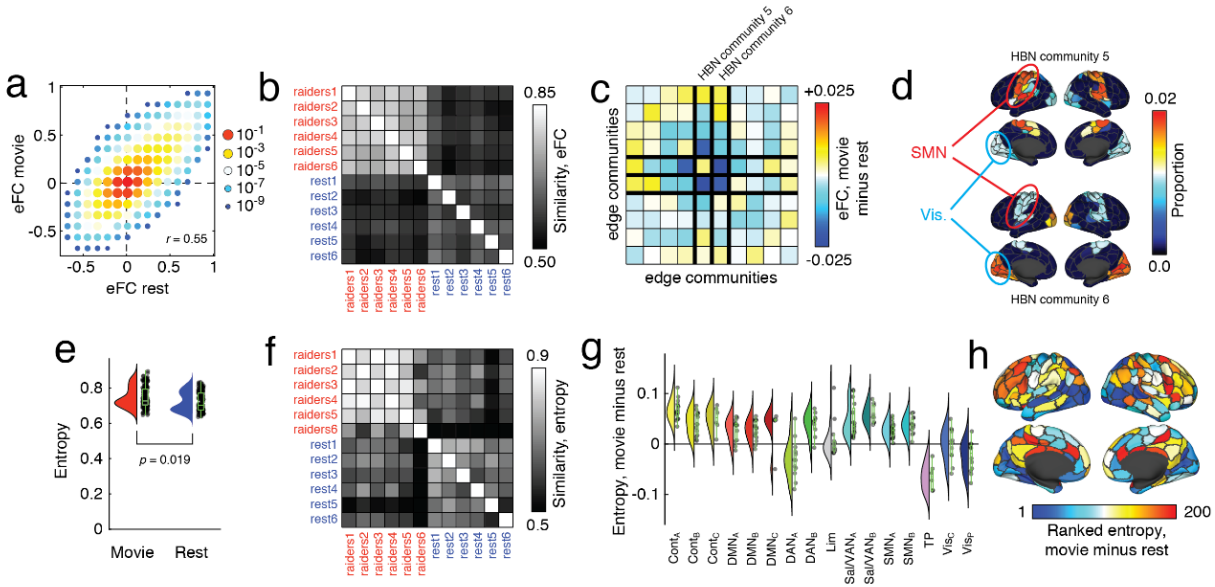 a
eFC movie
1
0.5
0
-0.5
-0.5
0
0.5
1
eFC rest
r = 0.55
10-1
10-3
10-5
10-7
10-9
b
raiders1
raiders2
raiders3
raiders4
raiders5
raiders6
rest1
rest2
rest3
rest4
rest5
rest6
raiders1
raiders2
raiders3
raiders4
raiders5
raiders6
rest1
rest2
rest3
rest4
rest5
rest6
0.85
Similarity, eFC
0.50
c
HBN community 5
HBN community 6
edge communities
edge communities
+0.025
eFC, movie
minus rest
-0.025
d
HBN community 5
SMN
Vis.
HBN community 6
0.02
Proportion
0.0
e
Entropy
0.8
0.6
0.4
0.2
0
p = 0.019
Movie
Rest
f
raiders1
raiders2
raiders3
raiders4
raiders5
raiders6
rest1
rest2
rest3
rest4
rest5
rest6
raiders1
raiders2
raiders3
raiders4
raiders5
raiders6
rest1
rest2
rest3
rest4
rest5
rest6
0.9
Similarity, entropy
0.5
g
Entropy, movie minus rest
0.1
0
-0.1
ContA
ContB
ContC
DMNA
DMNB
DMNC
DANA
DANB
Lim
Sal/VANA
Sal/VANB
SMNA
SMNB
TP
VisC
VisP
h
1
200
Ranked entropy,
movie minus rest